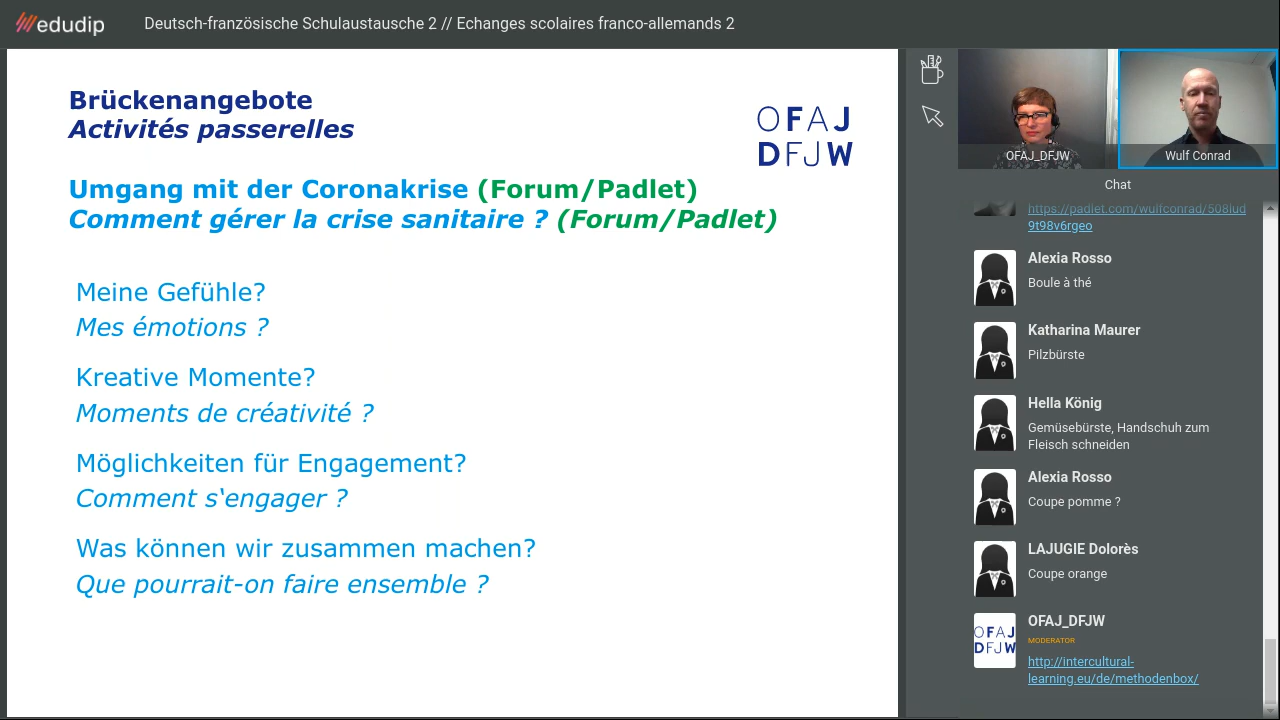 edudip
Deutsch-französische Schulaustausche 2 // Echanges scolaires franco-allemands 2
Brückenangebote
Activités passerelles
OFAJ
DFJW
Umgang mit der Coronakrise (Forum/Padlet)
Comment gérer la crise sanitaire ? (Forum/Padlet)
Meine Gefühle?
Mes émotions ?
Kreative Momente?
Moments de créativité ?
Möglichkeiten für Engagement?
Comment s‘engager ?
Was können wir zusammen machen?
Que pourrait-on faire ensemble ?
OFAJ_DFJW
Wulf Conrad
Chat
https://padlet.com/wulfconrad/508lud
9t98v6rgeo
Alexia Rosso
Boule à thé
Katharina Maurer
Pilzbürste
Hella König
Gemüsebürste, Handschuh zum
Fleisch schneiden
Alexia Rosso
Coupe pomme ?
LAJUGIE Dolorès
Coupe orange
OFAJ
DFJW
OFAJ_DFJW
MODERATOR
http://intercultural-
learning.eu/de/methodenbox/